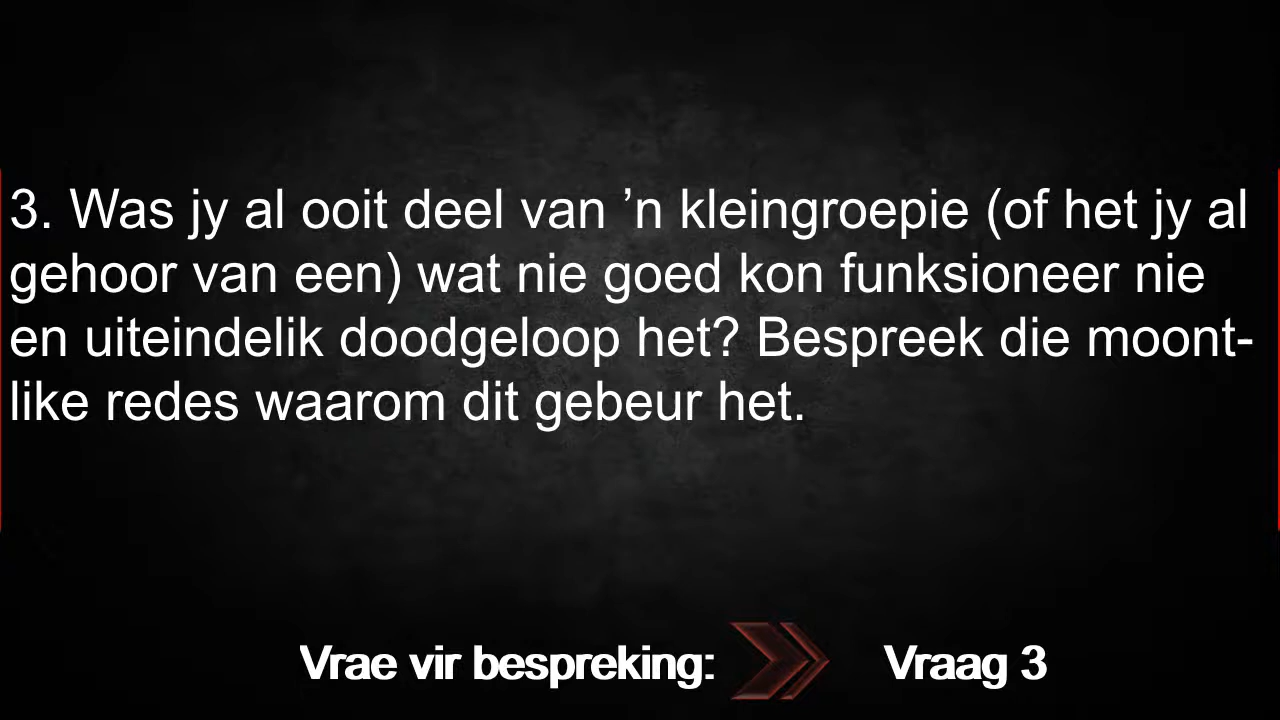 3. Was jy al ooit deel van ’n kleingroepie (of het jy al
gehoor van een) wat nie goed kon funksioneer nie
en uiteindelik doodgeloop het? Bespreek die moont-
like redes waarom dit gebeur het.
Vrae vir bespreking: Vraag 3